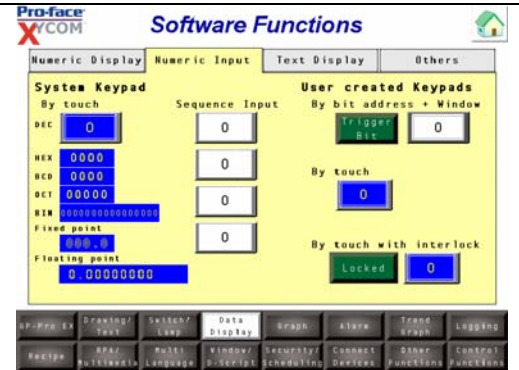 Pro-face
XYCOM
Software Functions
Numeric Display
Numeric Input
Text Display
Others
System Keypad
User created Keypads
By touch
Sequence Input
By bit address + Window
DEC
0
0
Trigger
Bit
0
HEX
0000
BCD
0000
0
OCT
00000
BIN
0000000000000000
By touch
0
0
Fixed point
000.0
0
Floating point
0.00000000
By touch with interlock
Locked
0
GP-Pro EX
Drawing/
Text
Switch/
Lamp
Data
Display
Graph
Alarm
Trend
Graph
Logging
Recipe
RPA/
Multimedia
Multi
Language
Window/
D-Script
Security/
Scheduling
Connect
Devices
Other
Functions
Control
Functions